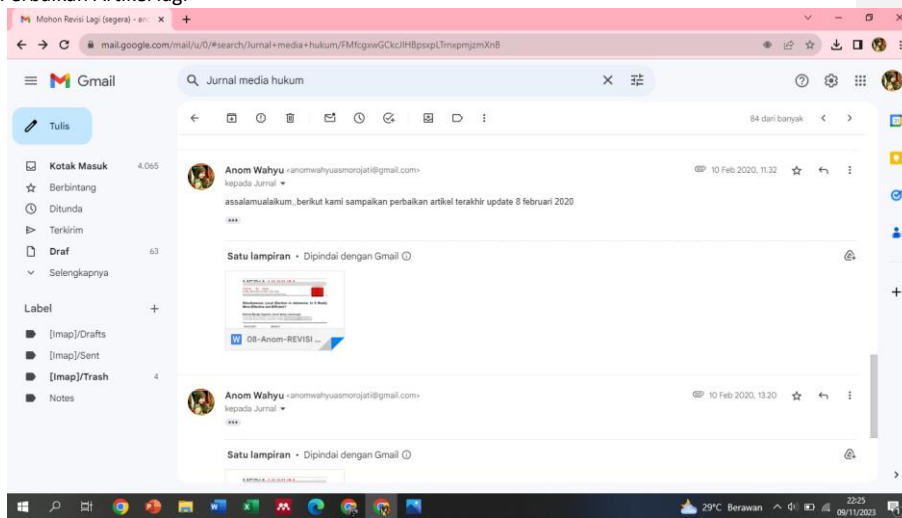 Perbaikan Artikel lagi
Mohon Revisi Lagi (segera) - an
mail.google.com/mail/u/0/#search/Jurnal+media+hukum/FMfcgxwGCkcJlHBpsxpLTrnxpmjzmXnB
Gmail
Jurnal media hukum
Tulis
84 dari banyak
Kotak Masuk 4.065
Berbintang
Ditunda
Terkirim
Draf 63
Selengkapnya
Label
[Imap]/Drafts
[Imap]/Sent
[Imap]/Trash 4
Notes
Anom Wahyu <anomwahyuasmorojati@gmail.com>
10 Feb 2020, 11.32
kepada Jurnal
assalamualaikum,,berikut kami sampaikan perbaikan artikel terakhir update 8 februari 2020
Satu lampiran • Dipindai dengan Gmail
MEDIA HUKUM
08-Anom-REVISI ...
Anom Wahyu <anomwahyuasmorojati@gmail.com>
10 Feb 2020, 13.20
kepada Jurnal
Satu lampiran • Dipindai dengan Gmail
29°C Berawan
22:25
09/11/2023